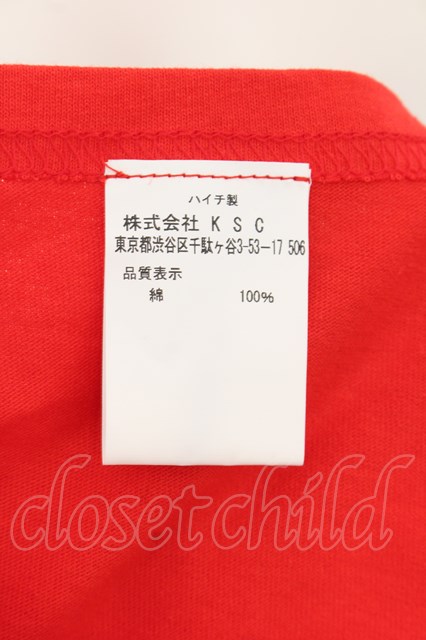 ハイチ製
株式会社 K S C
東京都渋谷区千駄ヶ谷3-53-17 506
品質表示
綿 100%
closet child